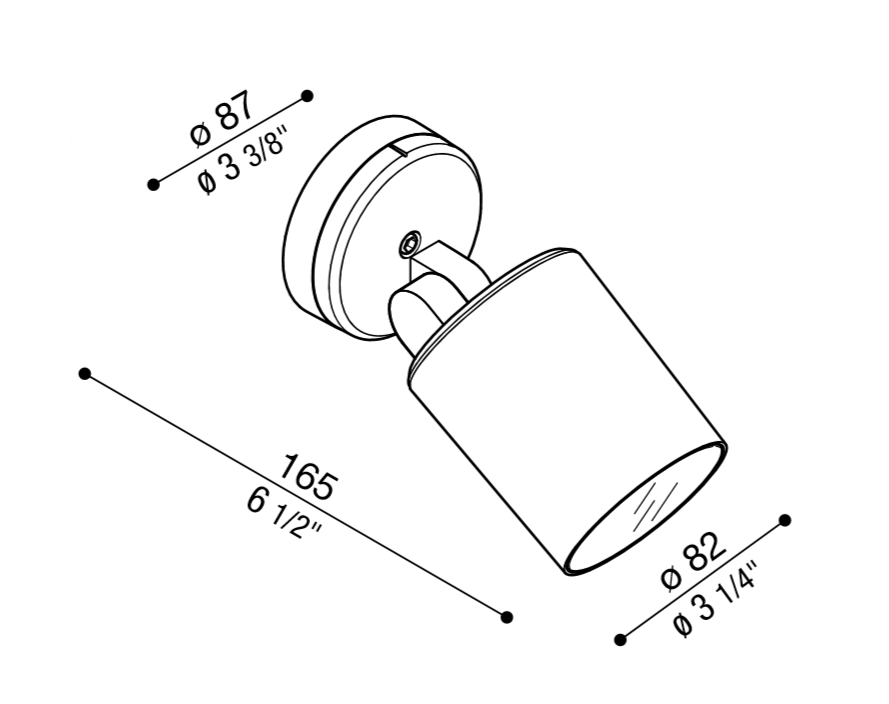 ø 87
ø 3 3/8"
165
6 1/2"
ø 82
ø 3 1/4"